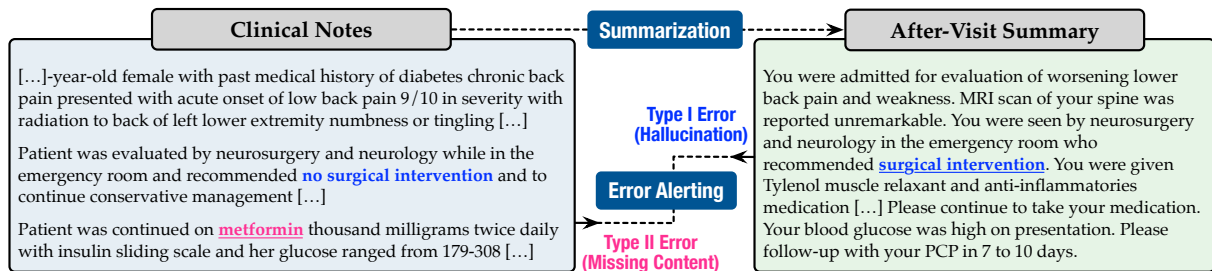 Clinical Notes
Summarization
After-Visit Summary
[…]-year-old female with past medical history of diabetes chronic back
pain presented with acute onset of low back pain 9/10 in severity with
radiation to back of left lower extremity numbness or tingling […]
Patient was evaluated by neurosurgery and neurology while in the
emergency room and recommended no surgical intervention and to
continue conservative management […]
Patient was continued on metformin thousand milligrams twice daily
with insulin sliding scale and her glucose ranged from 179-308 […]
Type I Error
(Hallucination)
Error Alerting
Type II Error
(Missing Content)
You were admitted for evaluation of worsening lower
back pain and weakness. MRI scan of your spine was
reported unremarkable. You were seen by neurosurgery
and neurology in the emergency room who
recommended surgical intervention. You were given
Tylenol muscle relaxant and anti-inflammatories
medication […] Please continue to take your medication.
Your blood glucose was high on presentation. Please
follow-up with your PCP in 7 to 10 days.